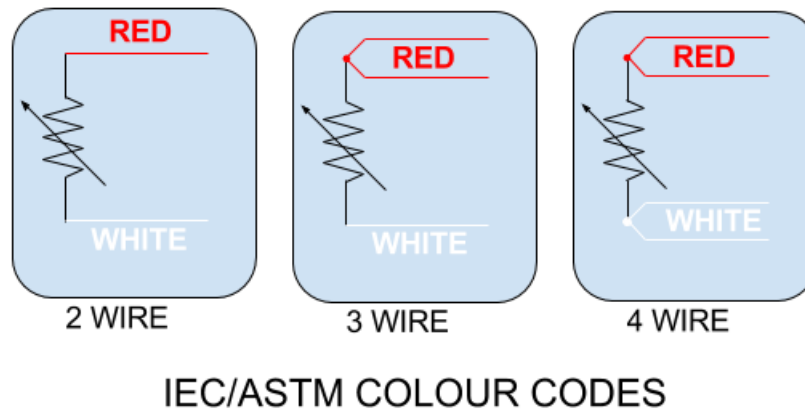 RED
WHITE
2 WIRE
RED
WHITE
3 WIRE
RED
WHITE
4 WIRE
IEC/ASTM COLOUR CODES